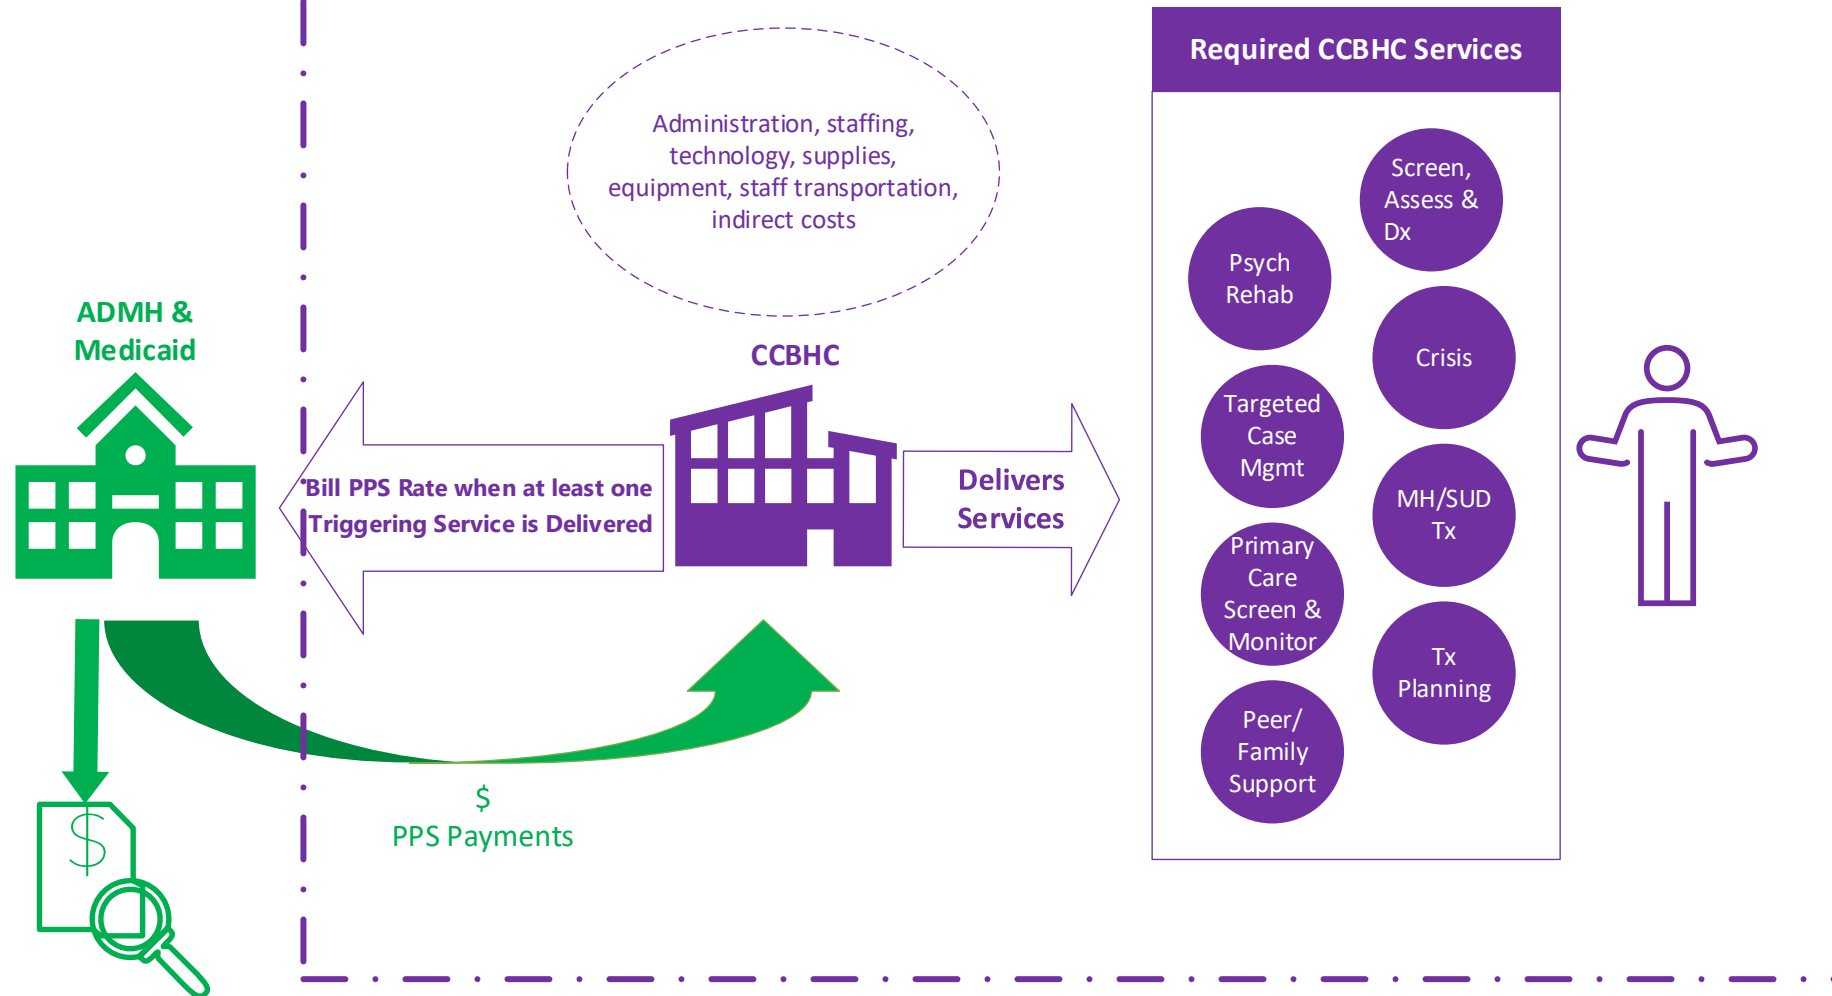 Required CCBHC Services
Administration, staffing,
technology, supplies,
equipment, staff transportation,
indirect costs
Screen,
Assess &
Dx
Psych
Rehab
ADMH &
Medicaid
CCBHC
Crisis
Targeted
Case
Mgmt
Bill PPS Rate when at least one
Triggering Service is Delivered
Delivers
Services
MH/SUD
Tx
Primary
Care
Screen &
Monitor
Tx
Planning
Peer/
Family
Support
$
PPS Payments
$